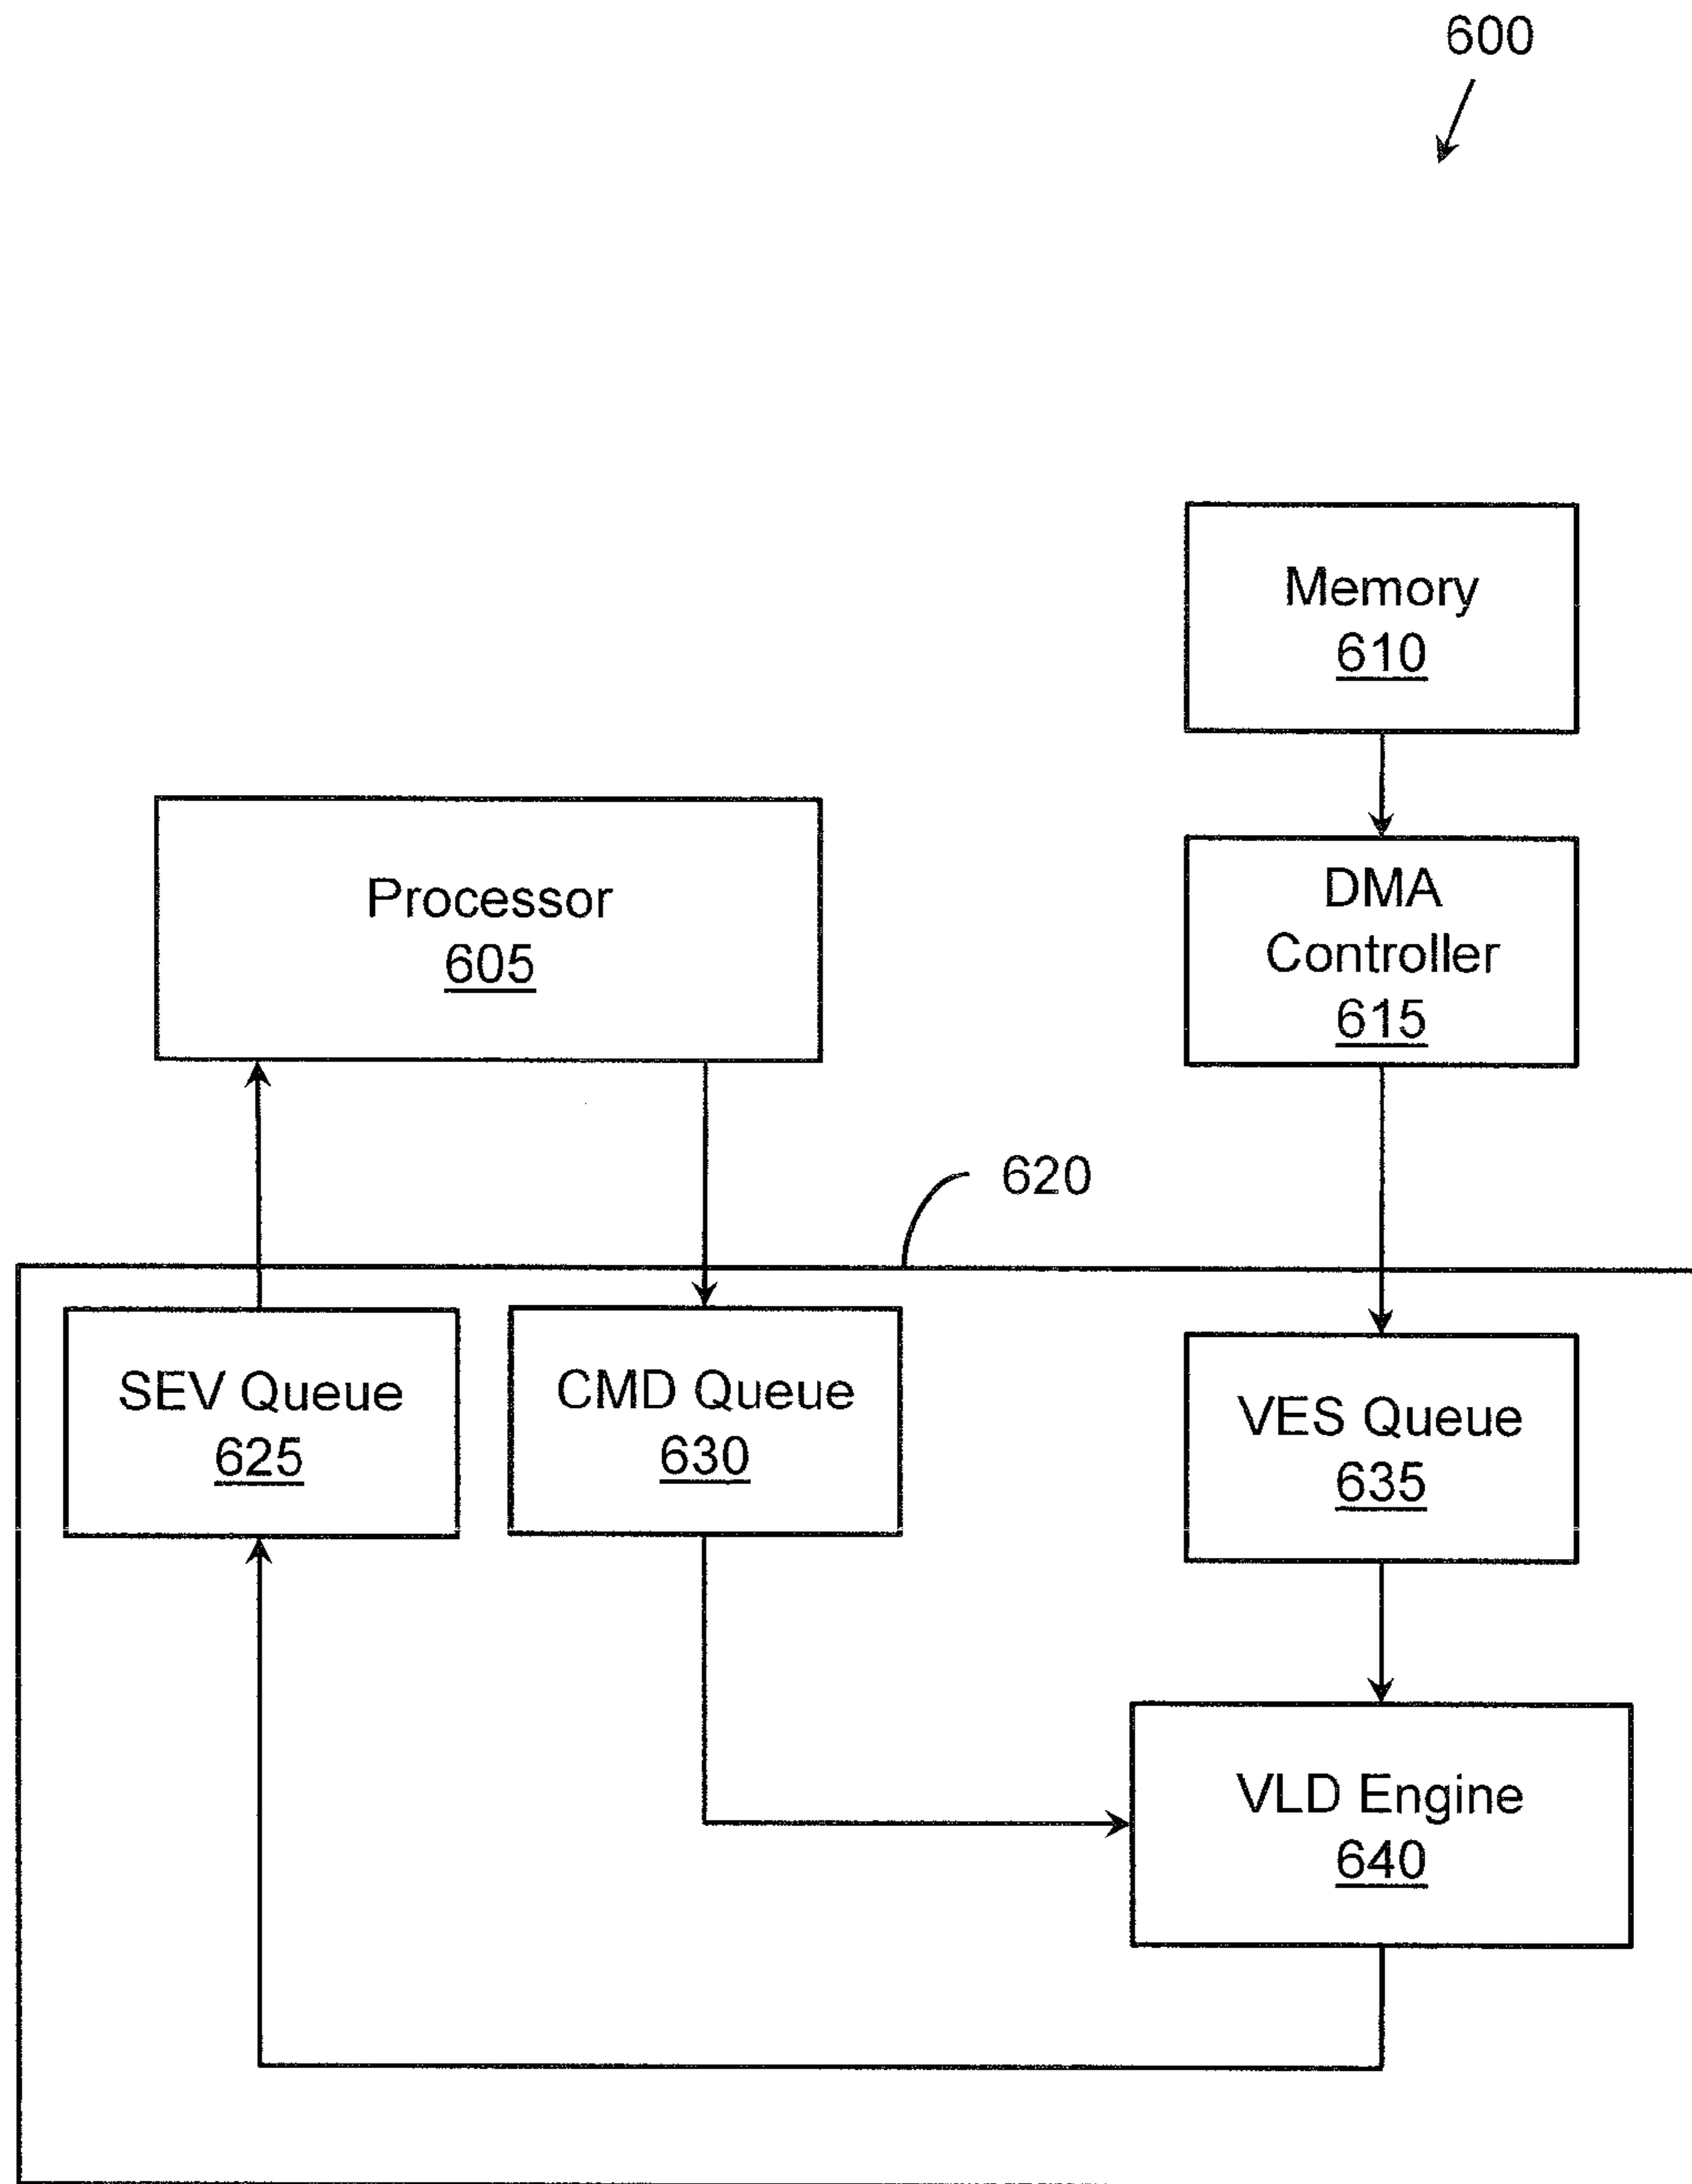 600
Memory
610
Processor
605
DMA
Controller
615
620
SEV Queue
625
CMD Queue
630
VES Queue
635
VLD Engine
640